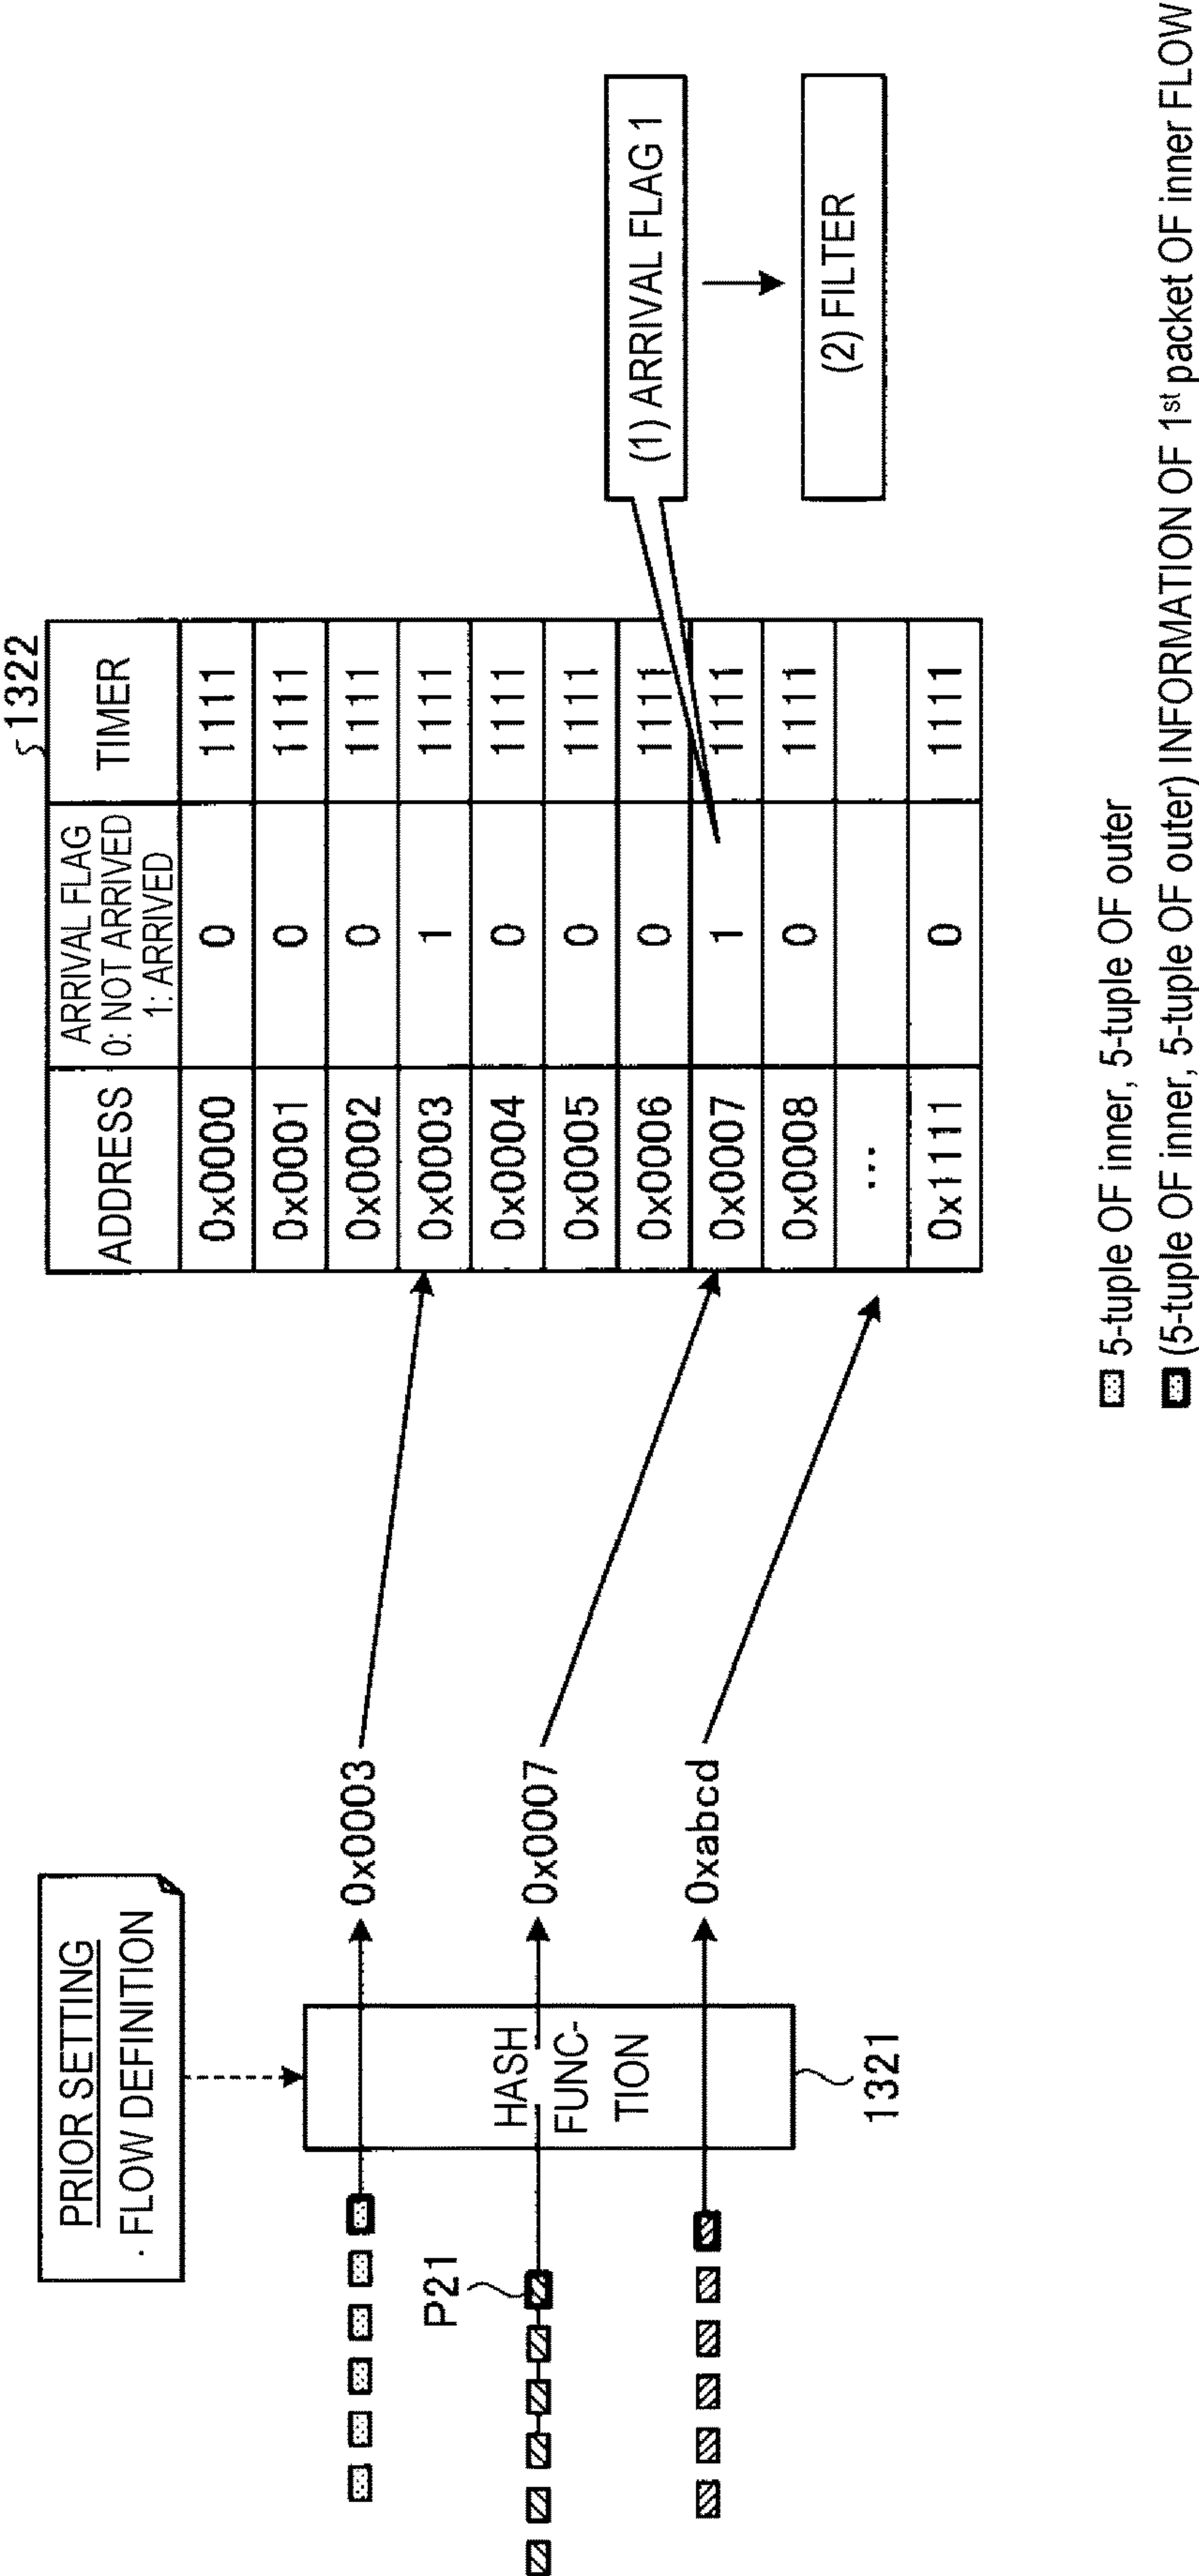 PRIOR SETTING
· FLOW DEFINITION
HASH
FUNC-
TION
1321
P21
0x0003
0x0007
0xabcd
1322
ADDRESS
ARRIVAL FLAG
0: NOT ARRIVED
1: ARRIVED
TIMER
0x0000 0 1111
0x0001 0 1111
0x0002 0 1111
0x0003 1 1111
0x0004 0 1111
0x0005 0 1111
0x0006 0 1111
0x0007 1 1111
0x0008 0 1111
...
0x1111 0 1111
(1) ARRIVAL FLAG 1
(2) FILTER
5-tuple OF inner, 5-tuple OF outer
(5-tuple OF inner, 5-tuple OF outer) INFORMATION OF 1st packet OF inner FLOW